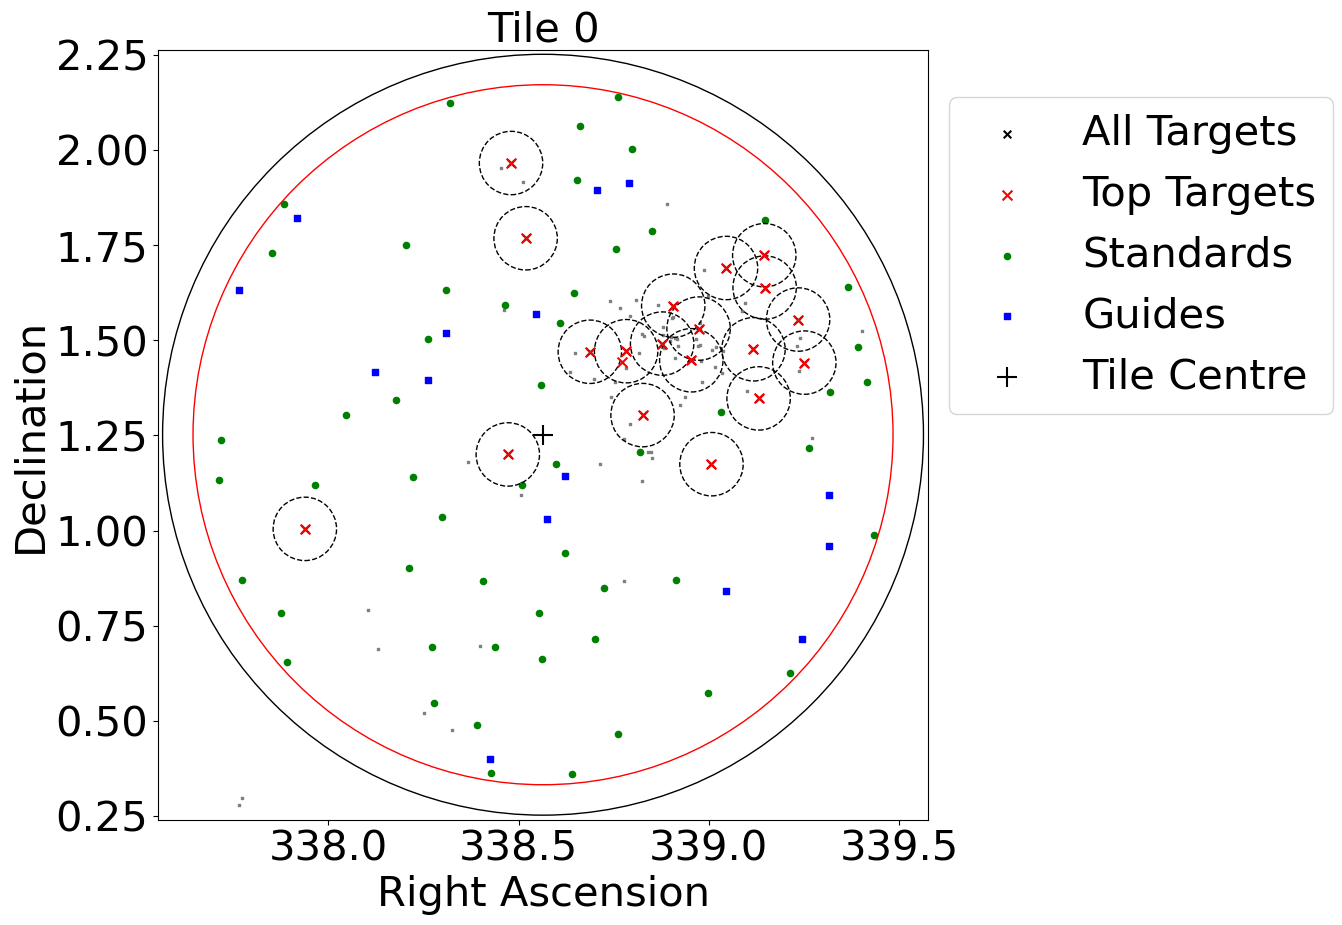 Tile 0
2.25
2.00
1.75
1.50
1.25
1.00
0.75
0.50
0.25
Declination
338.0 338.5 339.0 339.5
Right Ascension
All Targets
Top Targets
Standards
Guides
Tile Centre